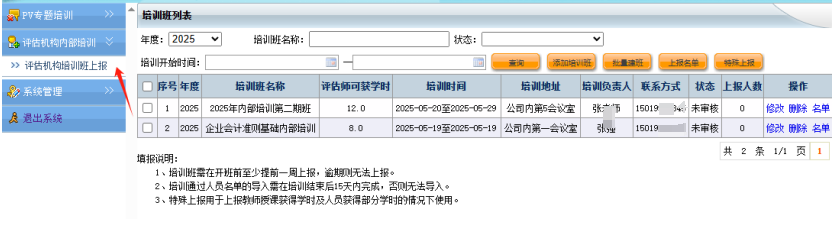 PV专题培训 >>
评估机构内部培训
>> 评估机构培训班上报
系统管理 >>
退出系统
培训班列表
年度: 2025 培训班名称: 状态:
培训开始时间: — 查询 添加培训班 批量建班 上报名单 特殊上报
序号 年度 培训班名称 评估师可获学时 培训时间 培训地址 培训负责人 联系方式 状态 上报人数 操作
1 2025 2025年内部培训第二期班 12.0 2025-05-20至2025-05-29 公司内第5会议室 张 师 15019 未审核 0 修改 删除 名单
2 2025 企业会计准则基础内部培训 8.0 2025-05-19至2025-05-19 公司内第一会议室 15019 未审核 0 修改 删除 名单
共 2 条 1/1 页 1
填报说明:
1、培训班需在开班前至少提前一周上报，逾期则无法上报。
2、培训通过人员名单的导入需在培训结束后15天内完成，否则无法导入。
3、特殊上报用于上报教师授课获得学时及人员获得部分学时的情况下使用。